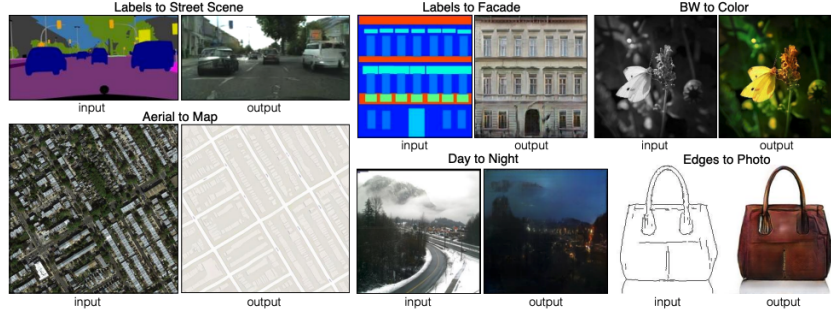 Labels to Street Scene
input
output
Aerial to Map
input
output
Labels to Facade
input
output
BW to Color
input
output
Day to Night
input
output
Edges to Photo
input
output